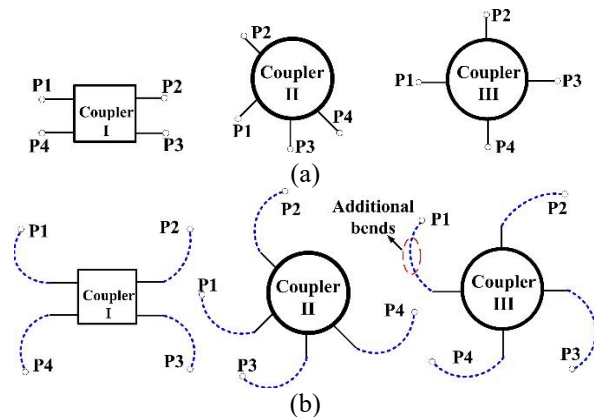 P1
P2
Coupler
I
P4
P3
P2
Coupler
II
P1
P3
P4
P2
P1
Coupler
III
P3
P4
(a)
P1
P2
Coupler
I
P4
P3
P2
P1
Coupler
II
P4
P3
Additional
bends
P1
P2
Coupler
III
P4
P3
(b)